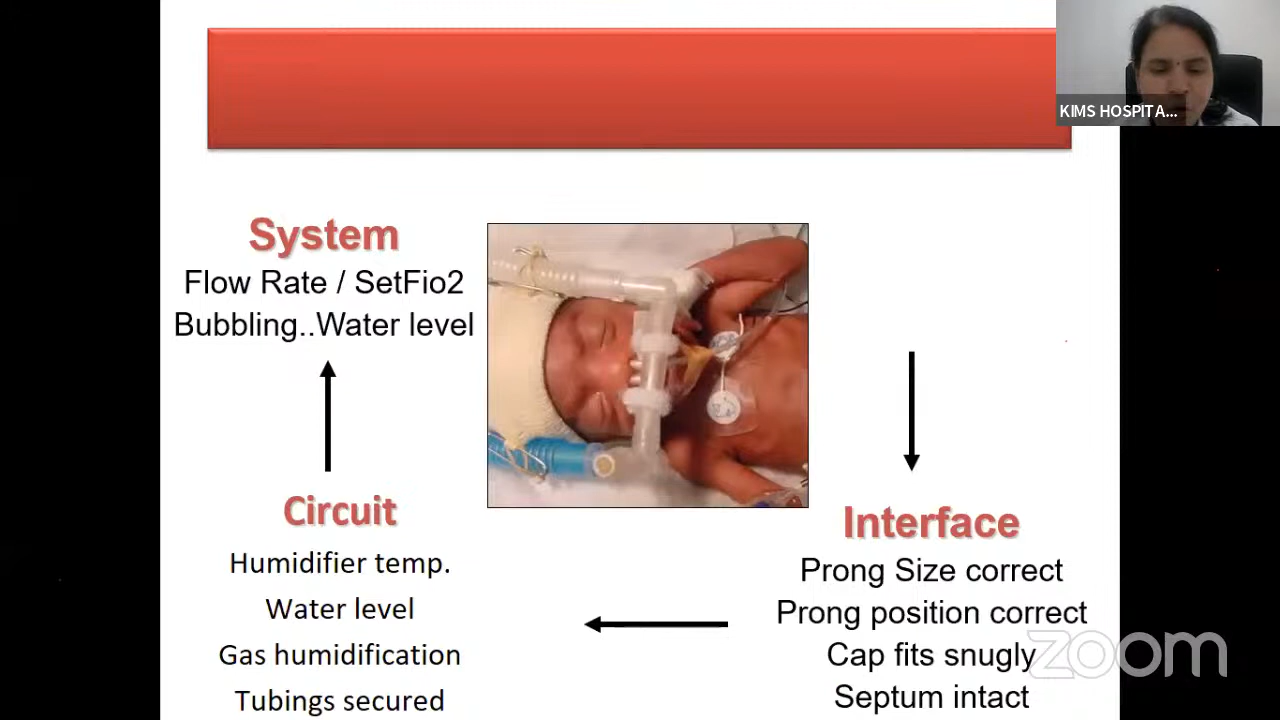 KIMS HOSPITA...
System
Flow Rate / SetFio2
Bubbling..Water level
Circuit
Humidifier temp.
Water level
Gas humidification
Tubings secured
Interface
Prong Size correct
Prong position correct
Cap fits snugly
Septum intact
zoom